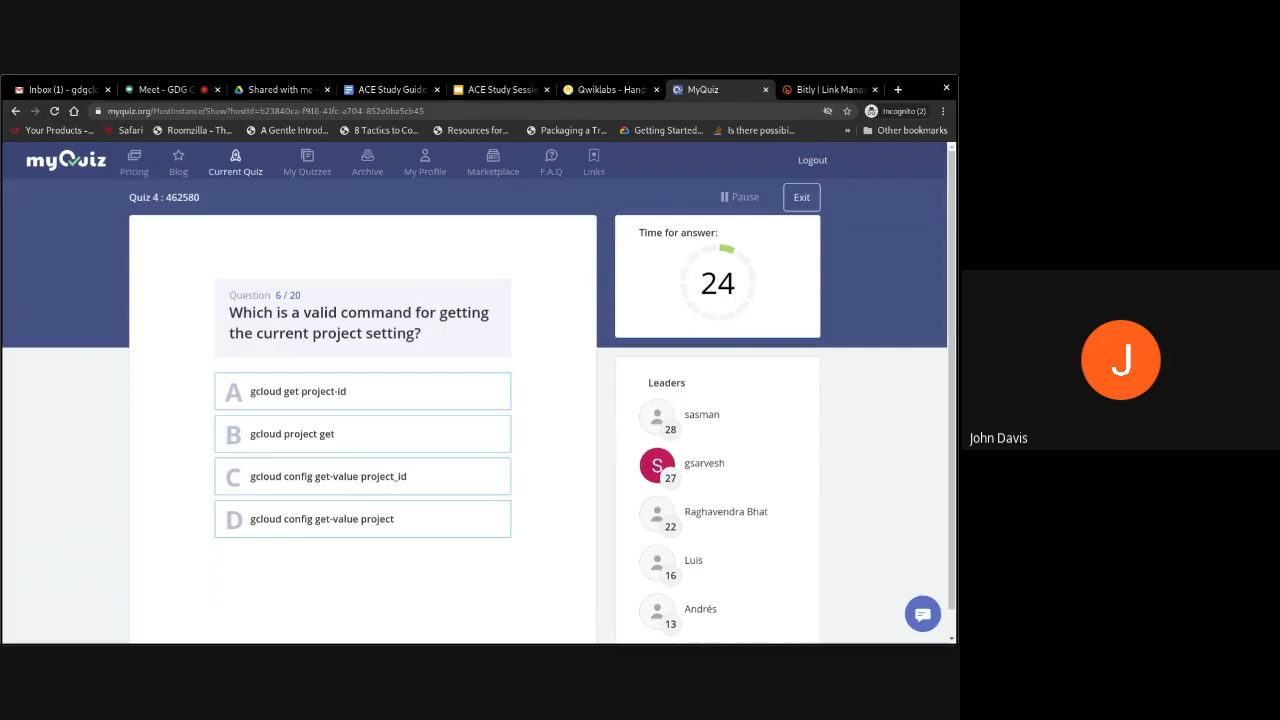 Inbox (1) - gdgclo
Meet - GDG C
Shared with me -
ACE Study Guide
ACE Study Sessio
Qwiklabs - Hand
MyQuiz
Bitly | Link Mana
myquiz.org/HostInstance/Show?hostId=b23840ca-f916-41fc-a704-852e0ba5cb45
Incognito (2)
Your Products -...
Safari
Roomzilla - Th...
A Gentle Introd...
8 Tactics to Co...
Resources for...
Packaging a Tr...
Getting Started...
Is there possibi...
»
Other bookmarks
myQuiz
Pricing
Blog
Current Quiz
My Quizzes
Archive
My Profile
Marketplace
F.A.Q
Links
Logout
Quiz 4 : 462580
Pause
Exit
Question 6 / 20
Which is a valid command for getting
the current project setting?
A gcloud get project-id
B gcloud project get
C gcloud config get-value project_id
D gcloud config get-value project
Time for answer:
24
Leaders
sasman
28
S
gsarvesh
27
Raghavendra Bhat
22
Luis
16
Andrés
13
J
John Davis